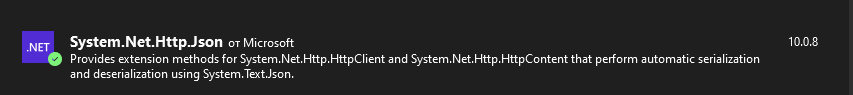 .NET
System.Net.Http.Json от Microsoft
10.0.8
Provides extension methods for System.Net.Http.HttpClient and System.Net.Http.HttpContent that perform automatic serialization
and deserialization using System.Text.Json.